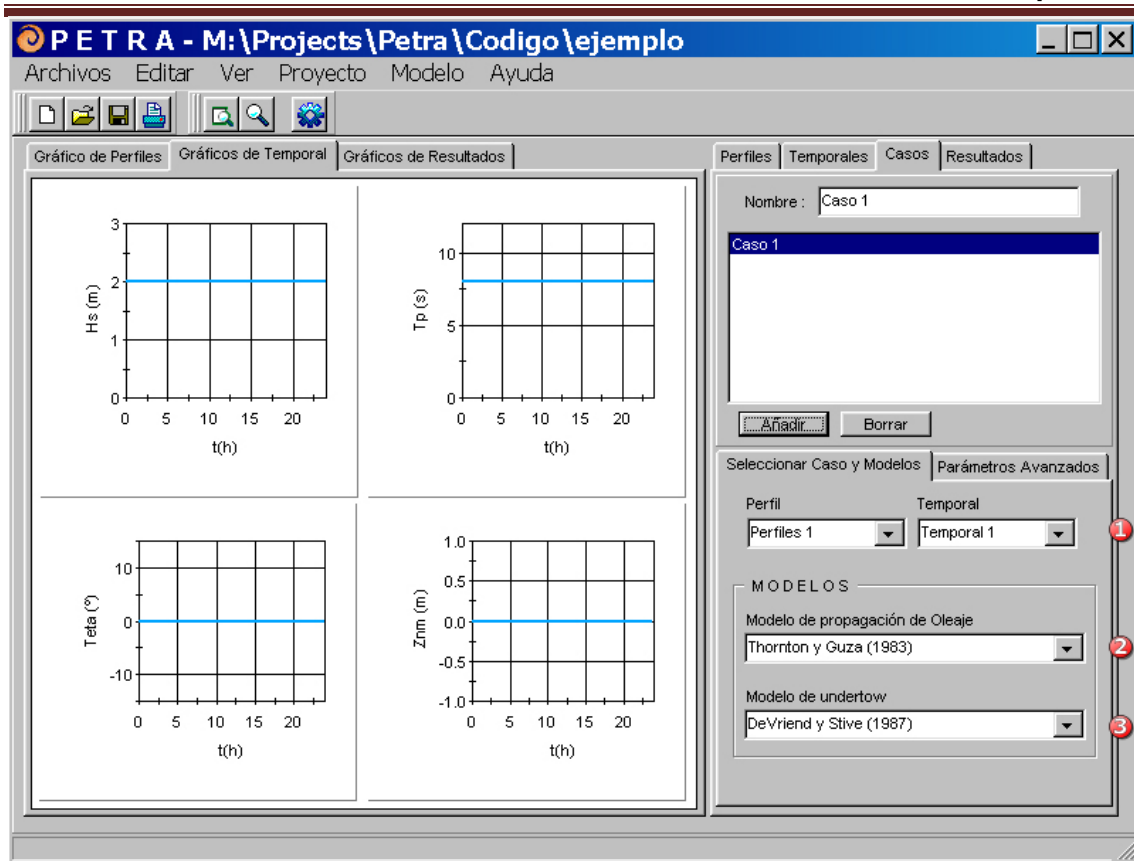 P E T R A - M:\Projects\Petra\Codigo\ejemplo
Archivos Editar Ver Proyecto Modelo Ayuda
Gráfico de Perfiles Gráficos de Temporal Gráficos de Resultados
3
2
1
0
Hs (m)
0 5 10 15 20
t(h)
10
5
0
Tp (s)
0 5 10 15 20
t(h)
10
0
-10
Teta (º)
0 5 10 15 20
t(h)
1.0
0.5
0.0
-0.5
-1.0
Znm (m)
0 5 10 15 20
t(h)
Perfiles Temporales Casos Resultados
Nombre : Caso 1
Caso 1
Añadir Borrar
Seleccionar Caso y Modelos Parámetros Avanzados
Perfil Temporal
Perfiles 1 Temporal 1 1
M O D E L O S
Modelo de propagación de Oleaje
Thornton y Guza (1983) 2
Modelo de undertow
DeVriend y Stive (1987) 3